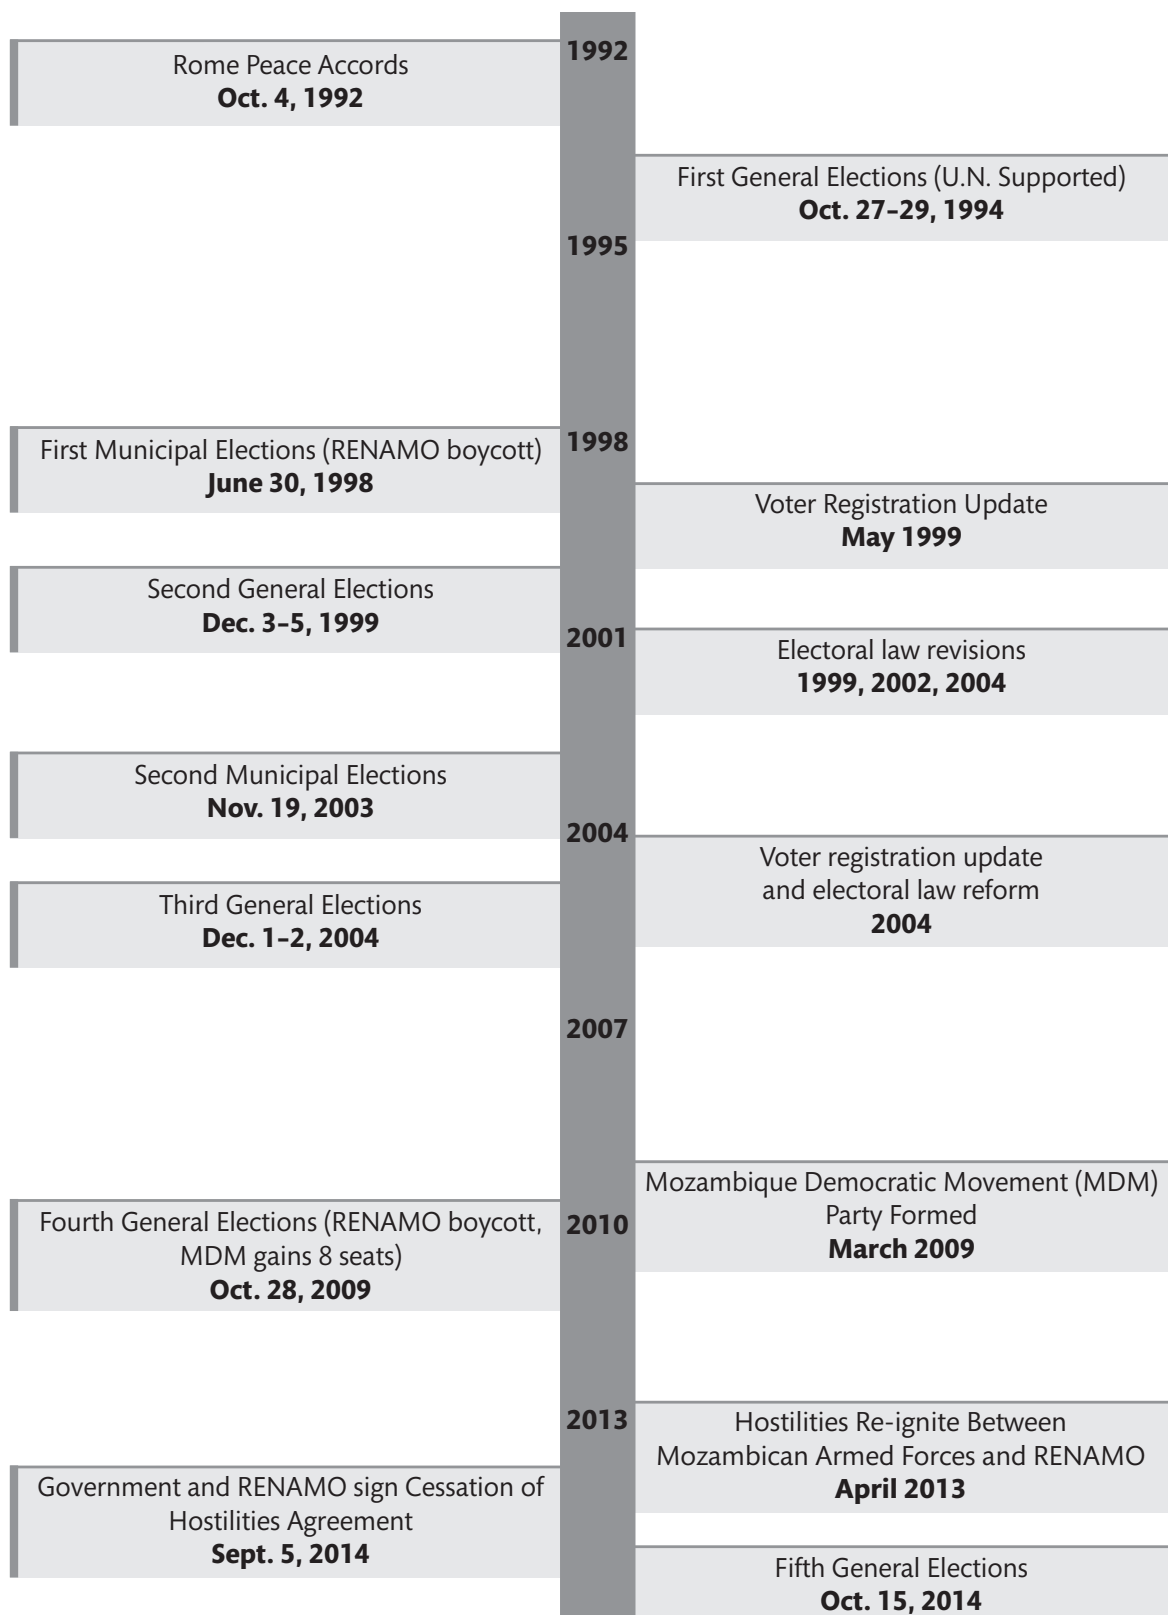 1992
Rome Peace Accords
Oct. 4, 1992
First General Elections (U.N. Supported)
Oct. 27–29, 1994
1995
First Municipal Elections (RENAMO boycott)
June 30, 1998
1998
Voter Registration Update
May 1999
Second General Elections
Dec. 3–5, 1999
2001
Electoral law revisions
1999, 2002, 2004
Second Municipal Elections
Nov. 19, 2003
2004
Voter registration update
and electoral law reform
2004
Third General Elections
Dec. 1–2, 2004
2007
Mozambique Democratic Movement (MDM)
Party Formed
March 2009
Fourth General Elections (RENAMO boycott,
MDM gains 8 seats)
Oct. 28, 2009
2010
2013
Hostilities Re-ignite Between
Mozambican Armed Forces and RENAMO
April 2013
Government and RENAMO sign Cessation of
Hostilities Agreement
Sept. 5, 2014
Fifth General Elections
Oct. 15, 2014